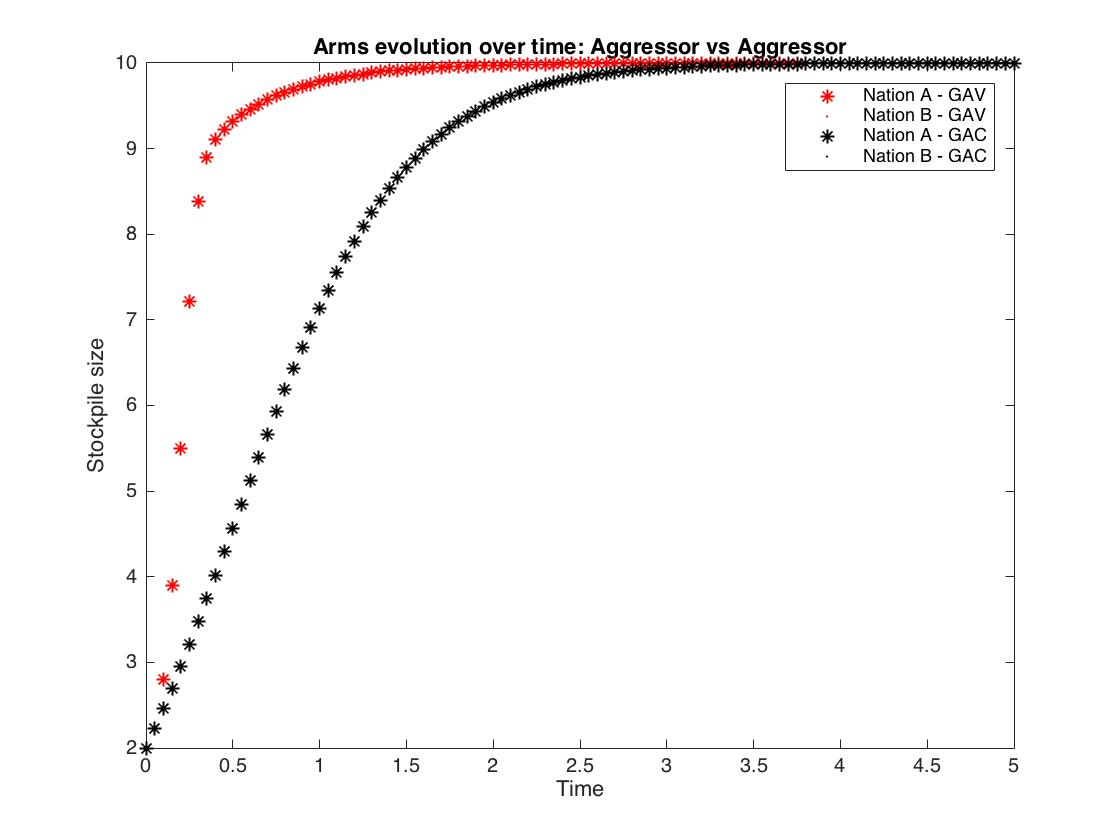 Arms evolution over time: Aggressor vs Aggressor
10
9
8
7
6
5
4
3
2
Stockpile size
Nation A - GAV
Nation B - GAV
Nation A - GAC
Nation B - GAC
0 0.5 1 1.5 2 2.5 3 3.5 4 4.5 5
Time